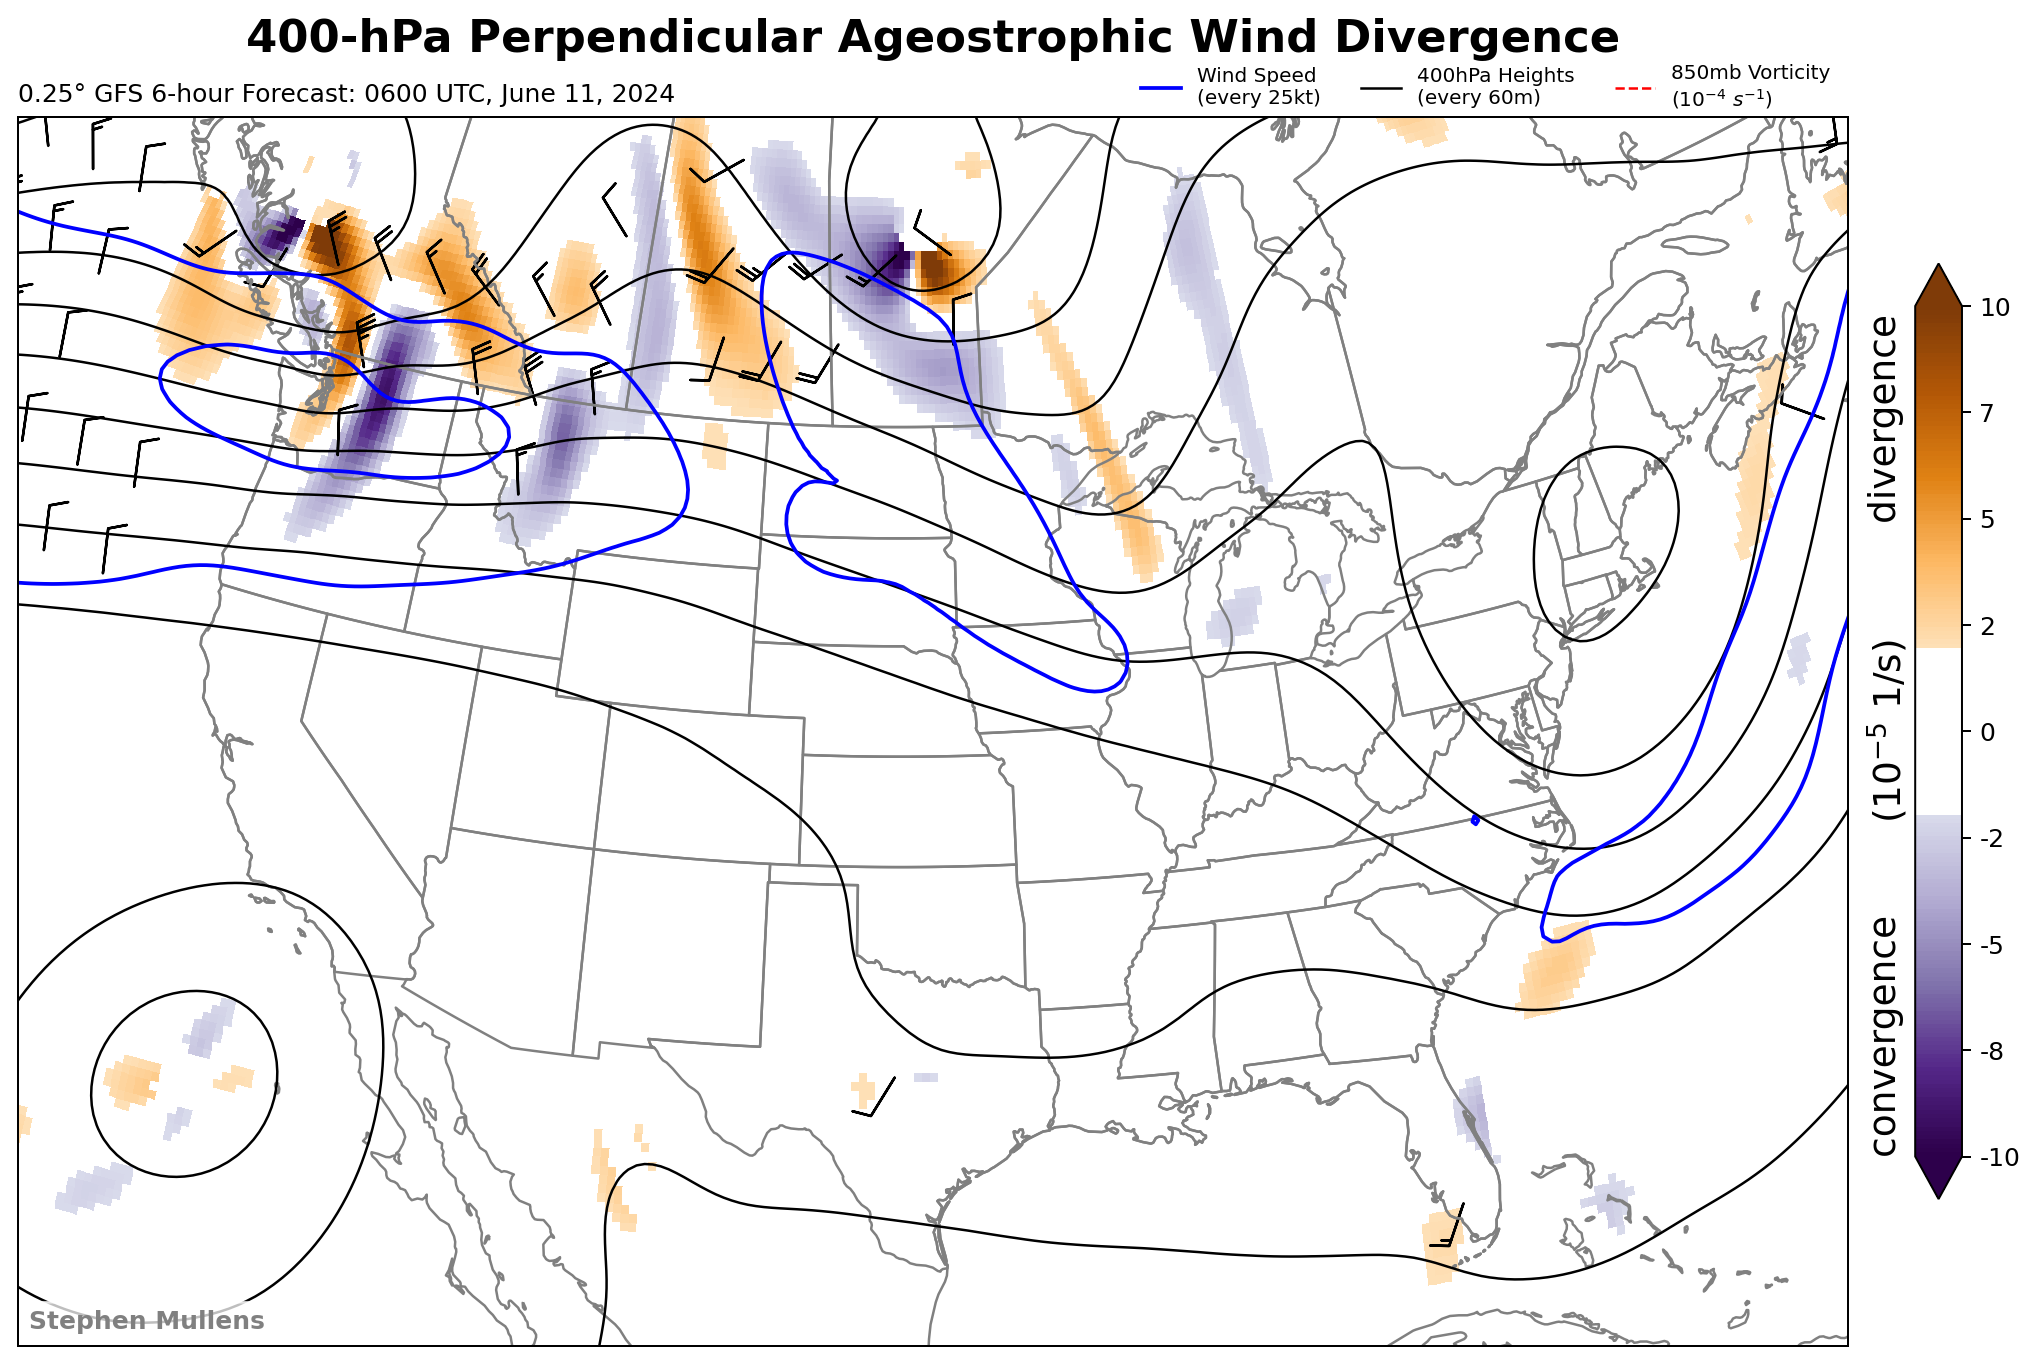 400-hPa Perpendicular Ageostrophic Wind Divergence
0.25° GFS 6-hour Forecast: 0600 UTC, June 11, 2024
Wind Speed
(every 25kt)
400hPa Heights
(every 60m)
850mb Vorticity
(10⁻⁴ s⁻¹)
10
7
5
2
0
-2
-5
-8
-10
convergence (10⁻⁵ 1/s) divergence
Stephen Mullens